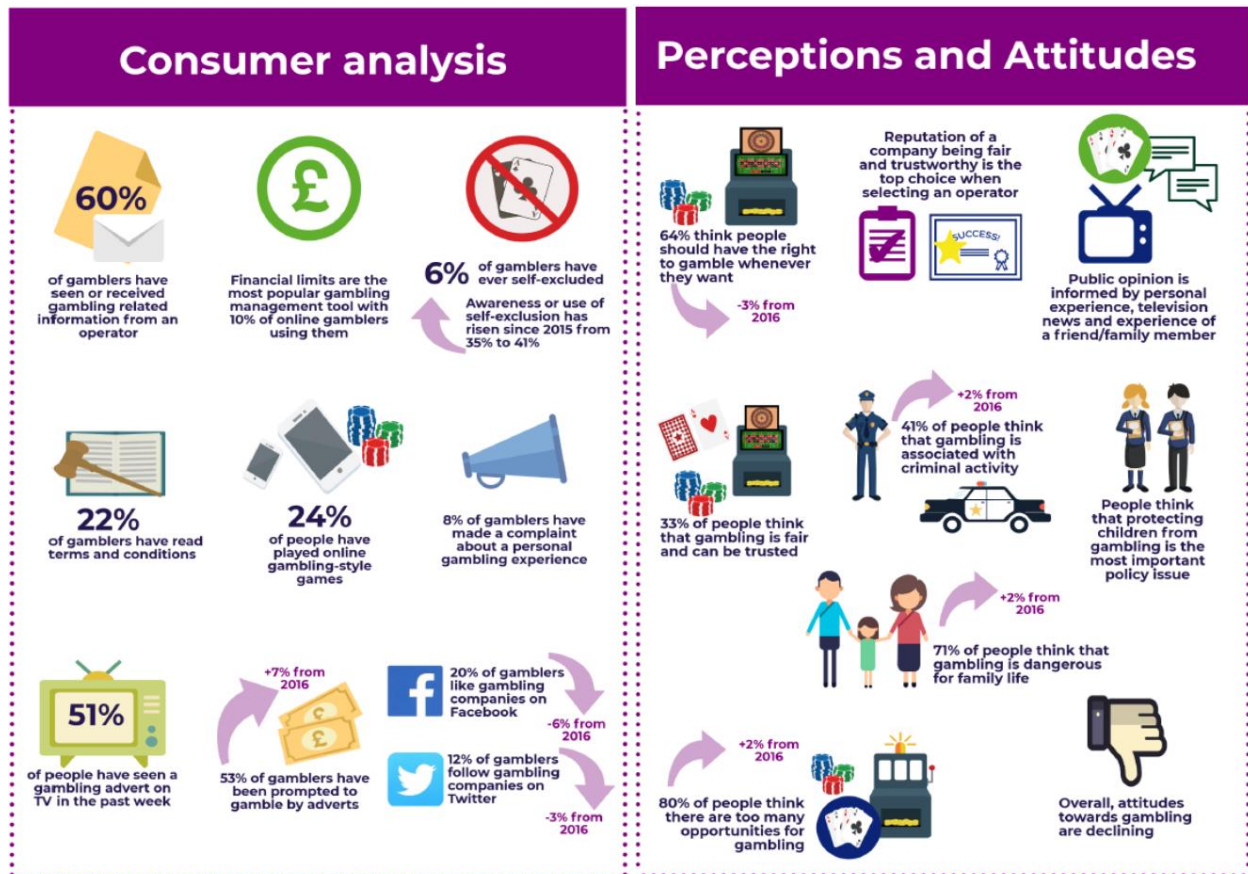 Consumer analysis
60%
of gamblers have
seen or received
gambling related
information from an
operator
£
Financial limits are the
most popular gambling
management tool with
10% of online gamblers
using them
6% of gamblers have
ever self-excluded
Awareness or use of
self-exclusion has
risen since 2015 from
35% to 41%
22%
of gamblers have read
terms and conditions
24%
of people have
played online
gambling-style
games
8% of gamblers have
made a complaint
about a personal
gambling experience
51%
of people have seen a
gambling advert on
TV in the past week
+7% from
2016
£
£
53% of gamblers have
been prompted to
gamble by adverts
f
20% of gamblers
like gambling
companies on
Facebook
-6% from
2016
12% of gamblers
follow gambling
companies on
Twitter
-3% from
2016
Perceptions and Attitudes
64% think people
should have the right
to gamble whenever
they want
-3% from
2016
Reputation of a
company being fair
and trustworthy is the
top choice when
selecting an operator
SUCCESS!
Public opinion is
informed by personal
experience, television
news and experience of
a friend/family member
33% of people think
that gambling is fair
and can be trusted
+2% from
2016
41% of people think
that gambling is
associated with
criminal activity
People think
that protecting
children from
gambling is the
most important
policy issue
+2% from
2016
71% of people think that
gambling is dangerous
for family life
+2% from
2016
80% of people think
there are too many
opportunities for
gambling
Overall, attitudes
towards gambling
are declining